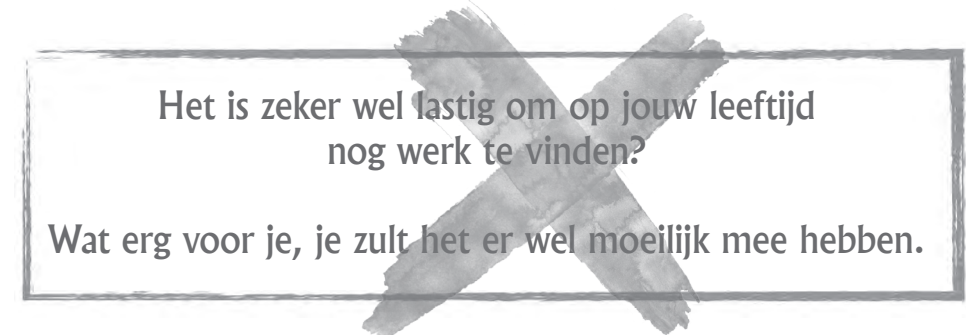 Het is zeker wel lastig om op jouw leeftijd
nog werk te vinden?
Wat erg voor je, je zult het er wel moeilijk mee hebben.